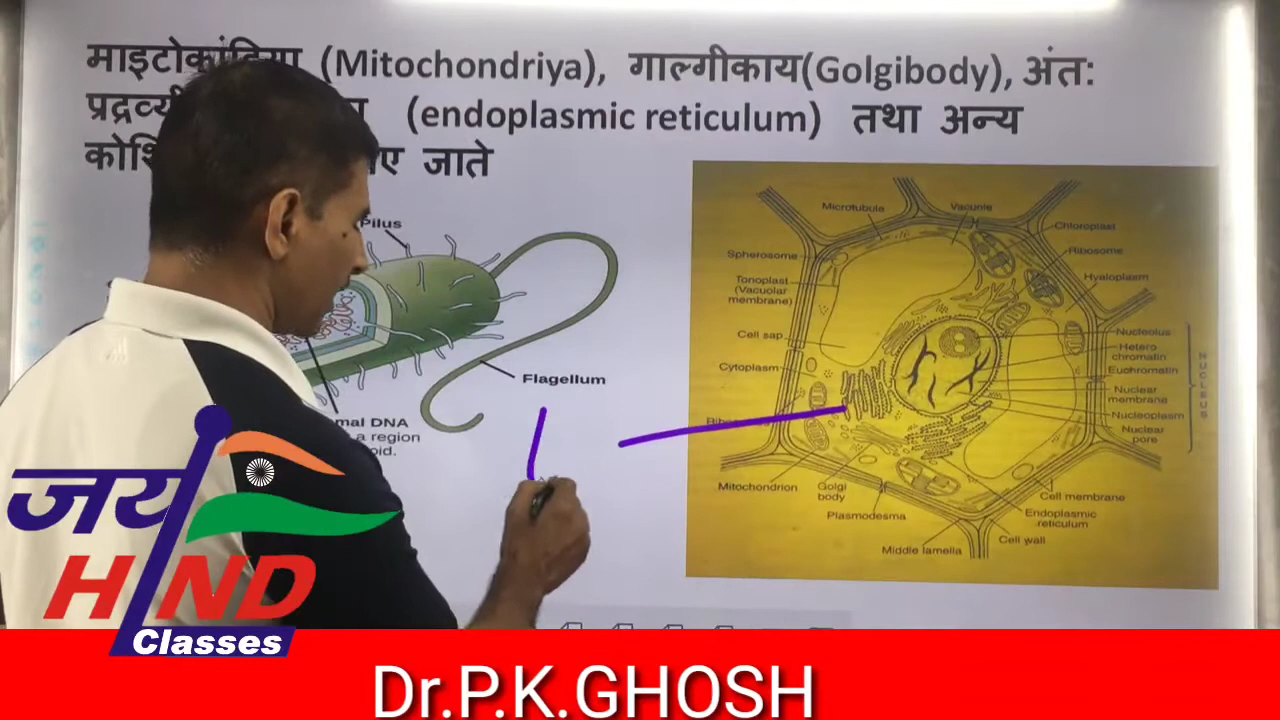 माइटोकांड्रिया (Mitochondriya), गाल्गीकाय(Golgibody), अंत:
(endoplasmic reticulum) तथा अन्य
जाते
Pilus
Flagellum
DNA
a region
Microtubule
Vacuole
Chloroplast
Ribosome
Hyaloplasm
Spherosome
Tonoplast
(Vacuolar
membrane)
Cell sap
Cytoplasm
Nucleolus
Hetero
chromatin
Euchromatin
Nuclear
membrane
Nucleoplasm
Nuclear
pore
NUCLEUS
Mitochondrion
Golgi
body
Plasmodesma
Middle lamella
Cell wall
Endoplasmic
reticulum
Cell membrane
जय
HIND
Classes
Dr.P.K.GHOSH